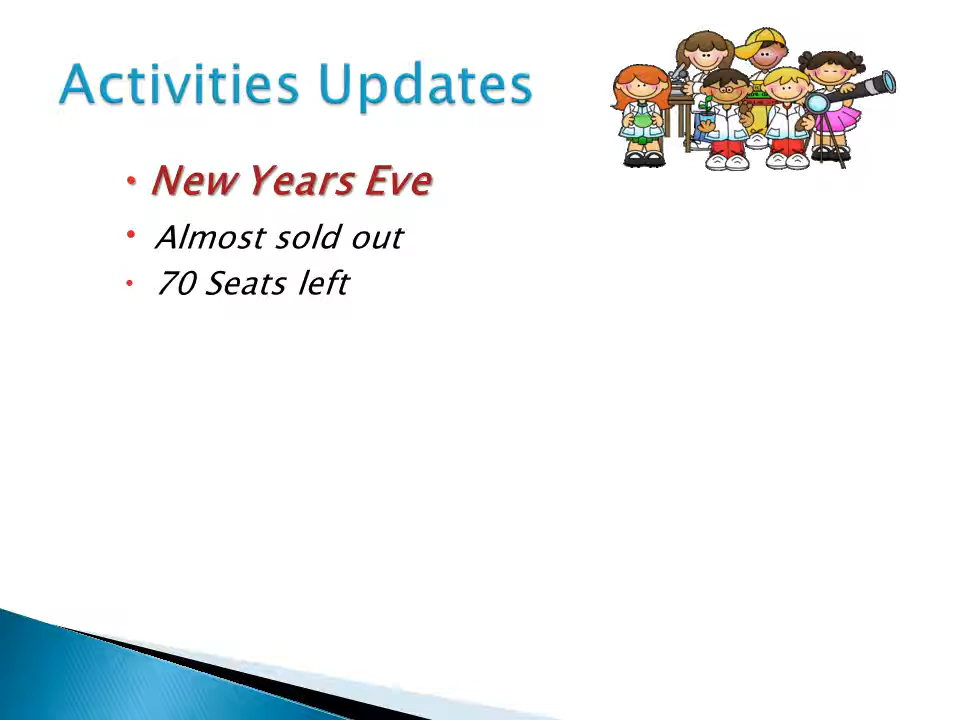 Activities Updates
• New Years Eve
• Almost sold out
• 70 Seats left